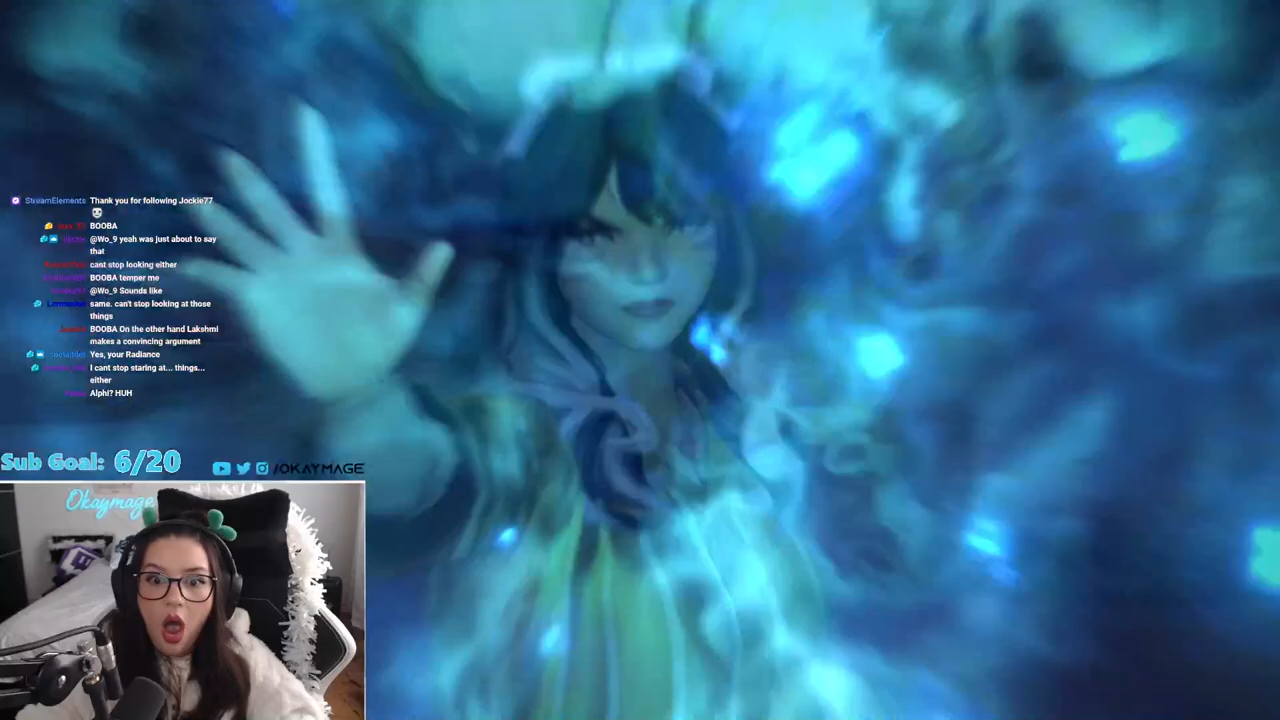 StreamElements Thank you for following Jockie77
BOOBA
@Wo_9 yeah was just about to say
that
cant stop looking either
BOOBA temper me
@Wo_9 Sounds like
same. can't stop looking at those
things
BOOBA On the other hand Lakshmi
makes a convincing argument
Yes, your Radiance
I cant stop staring at... things...
either
Alphi? HUH
Sub Goal: 6/20
/OKAYMAGE
Okaymage